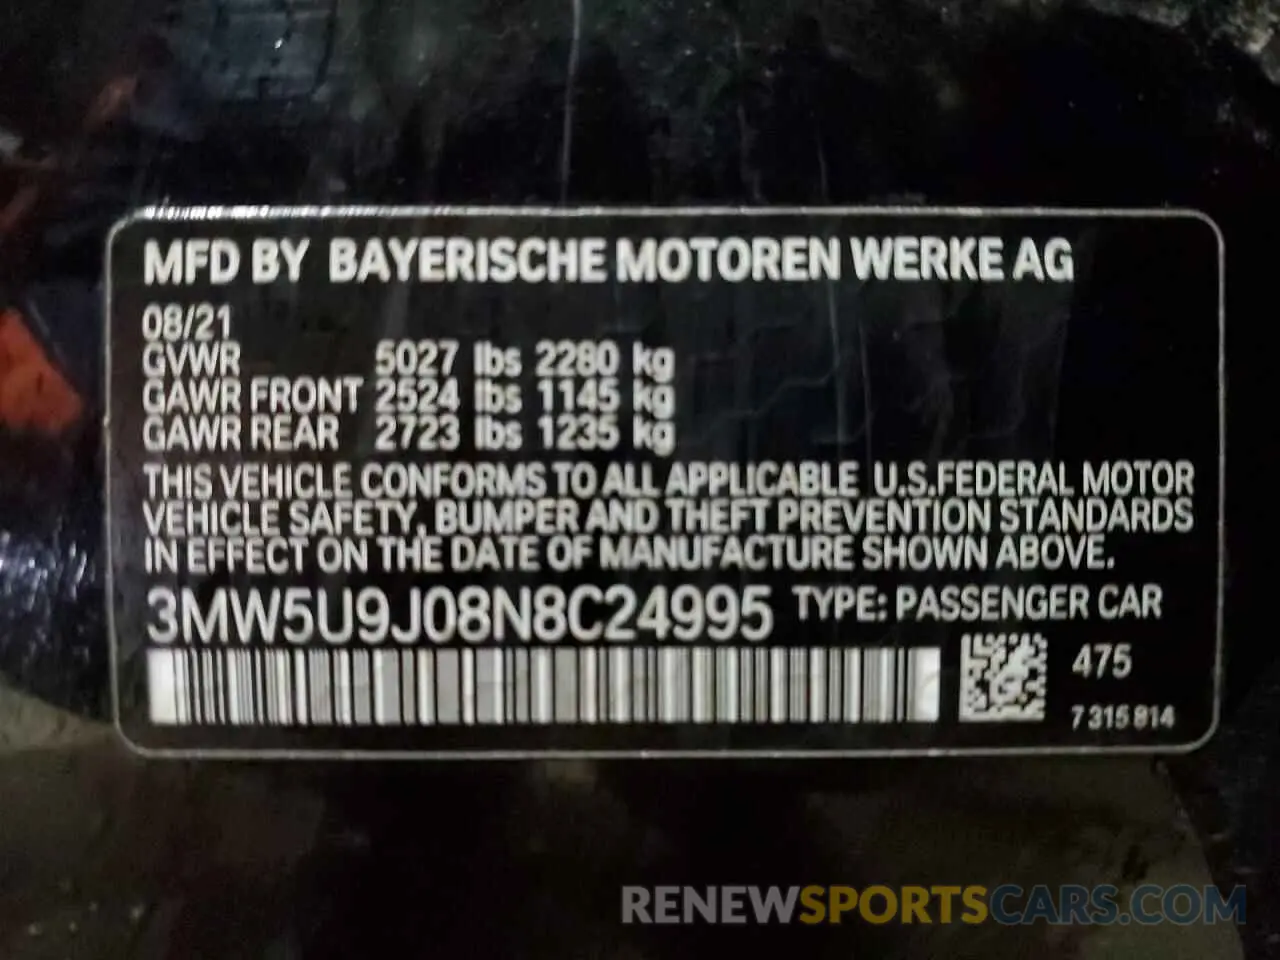 MFD BY BAYERISCHE MOTOREN WERKE AG
08/21
GVWR 5027 lbs 2280 kg
GAWR FRONT 2524 lbs 1145 kg
GAWR REAR 2723 lbs 1235 kg
THIS VEHICLE CONFORMS TO ALL APPLICABLE U.S.FEDERAL MOTOR
VEHICLE SAFETY, BUMPER AND THEFT PREVENTION STANDARDS
IN EFFECT ON THE DATE OF MANUFACTURE SHOWN ABOVE.
3MW5U9J08N8C24995 TYPE: PASSENGER CAR
475
7 315 814
RENEWSPORTSCARS.COM